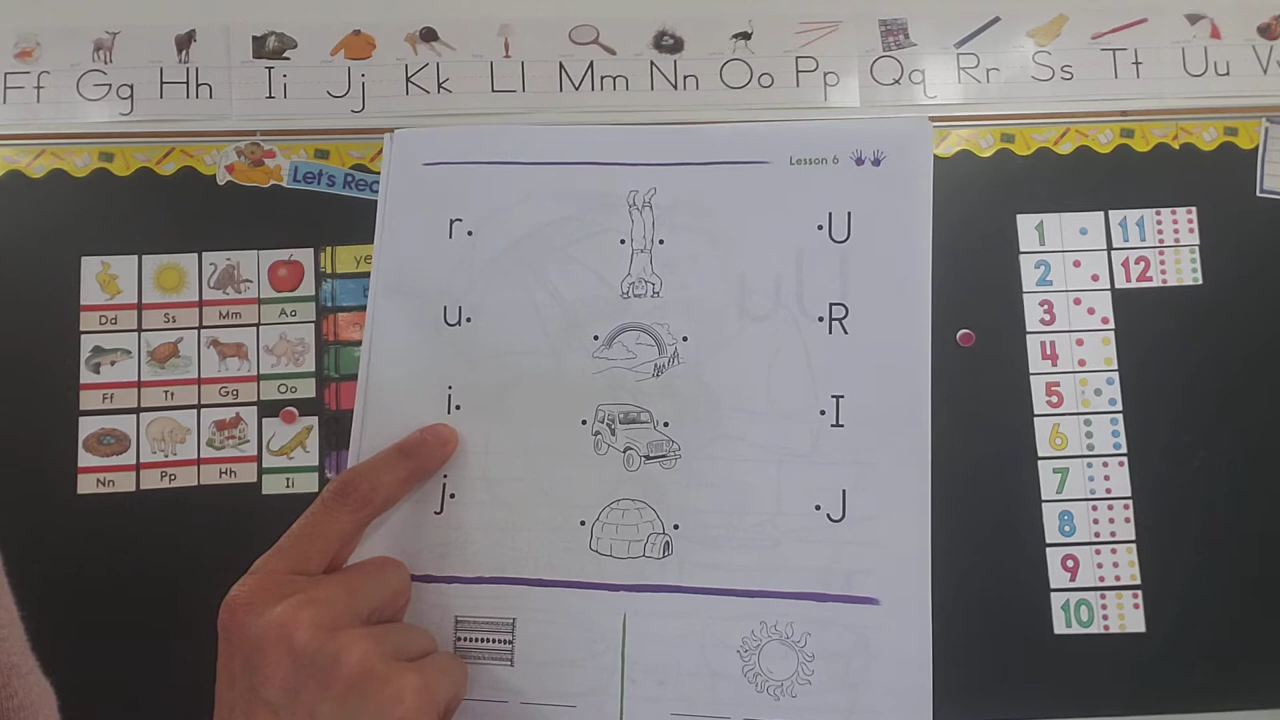 Ff Gg Hh Ii Jj Kk Ll Mm Nn Oo Pp Qq Rr Ss Tt Uu
Let's
Dd Ss Mm Aa
Ff Tt Gg Oo
Nn Pp Hh Ii
ye
Lesson 6
r. .U
u. .R
i. .I
j. .J
1 11
2 12
3
4
5
6
7
8
9
10